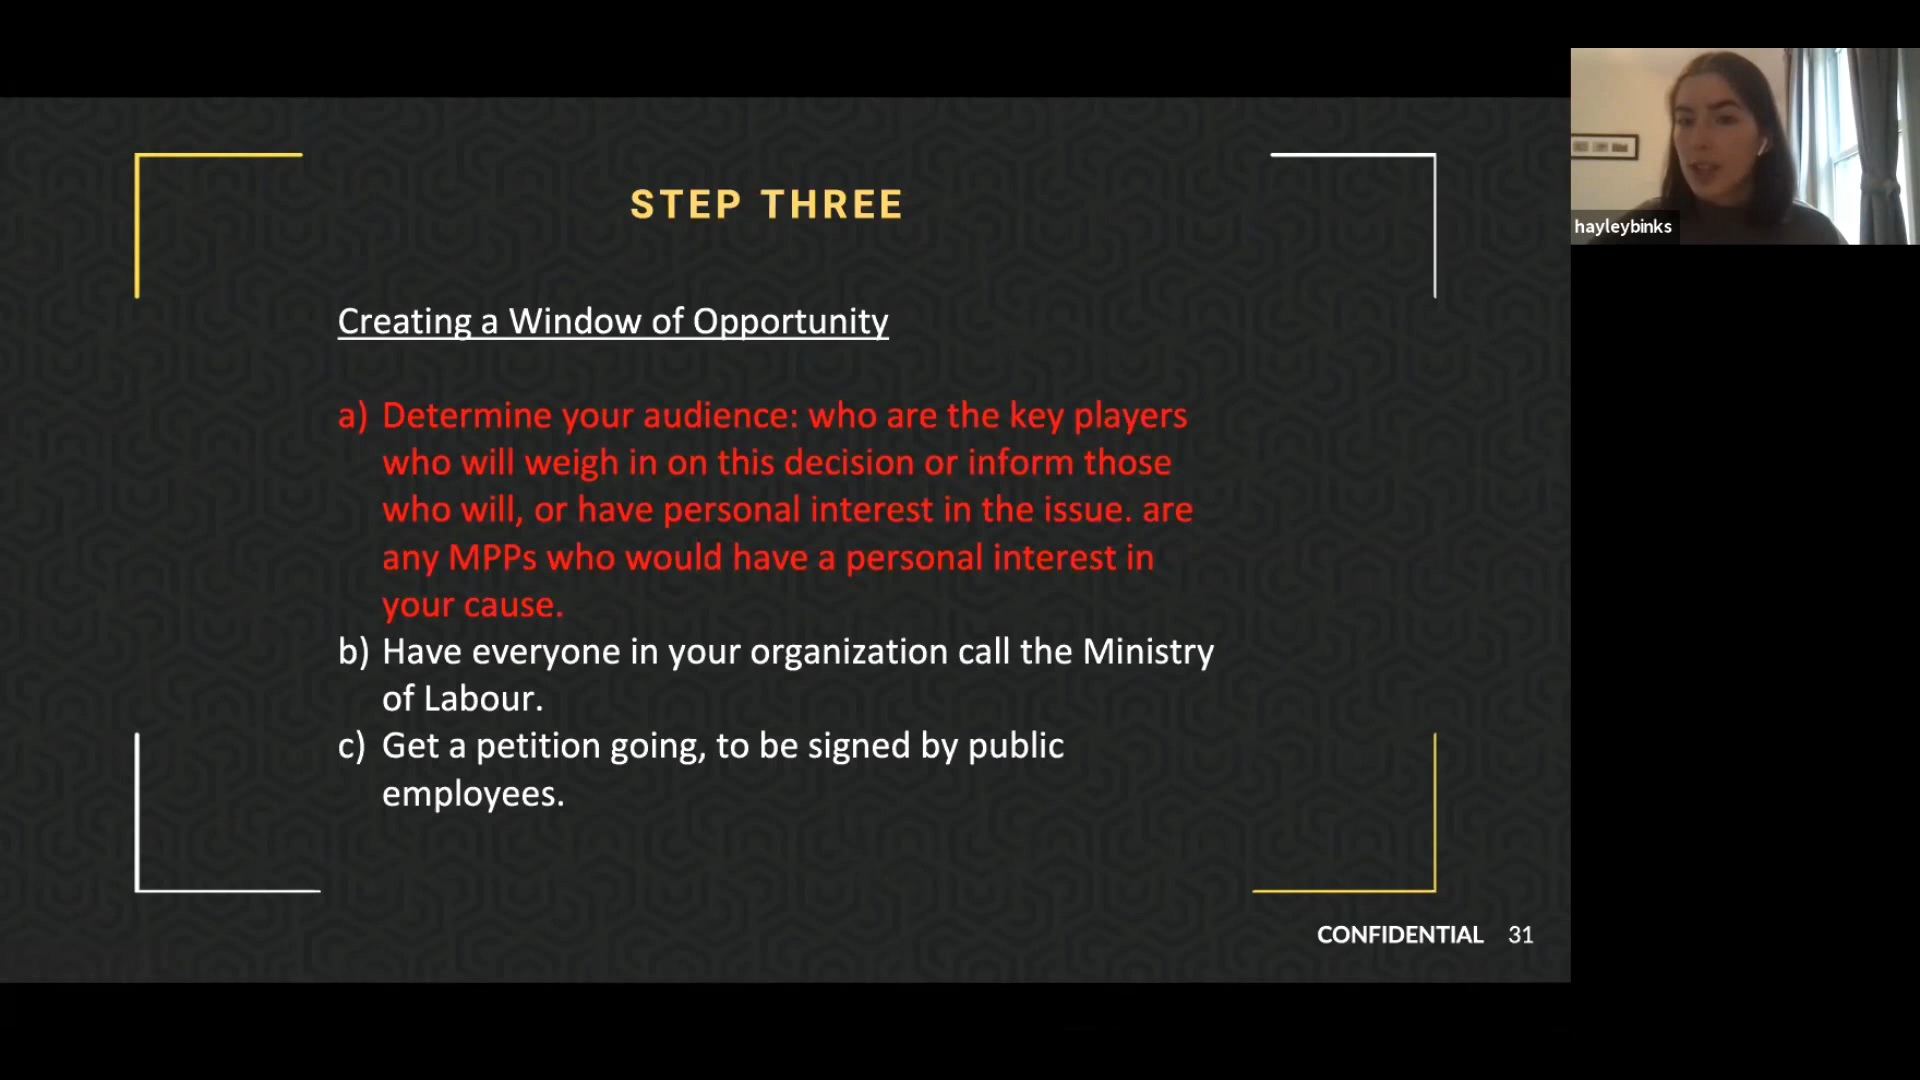 STEP THREE
Creating a Window of Opportunity
a) Determine your audience: who are the key players
who will weigh in on this decision or inform those
who will, or have personal interest in the issue. are
any MPPs who would have a personal interest in
your cause.
b) Have everyone in your organization call the Ministry
of Labour.
c) Get a petition going, to be signed by public
employees.
CONFIDENTIAL 31
hayleybinks